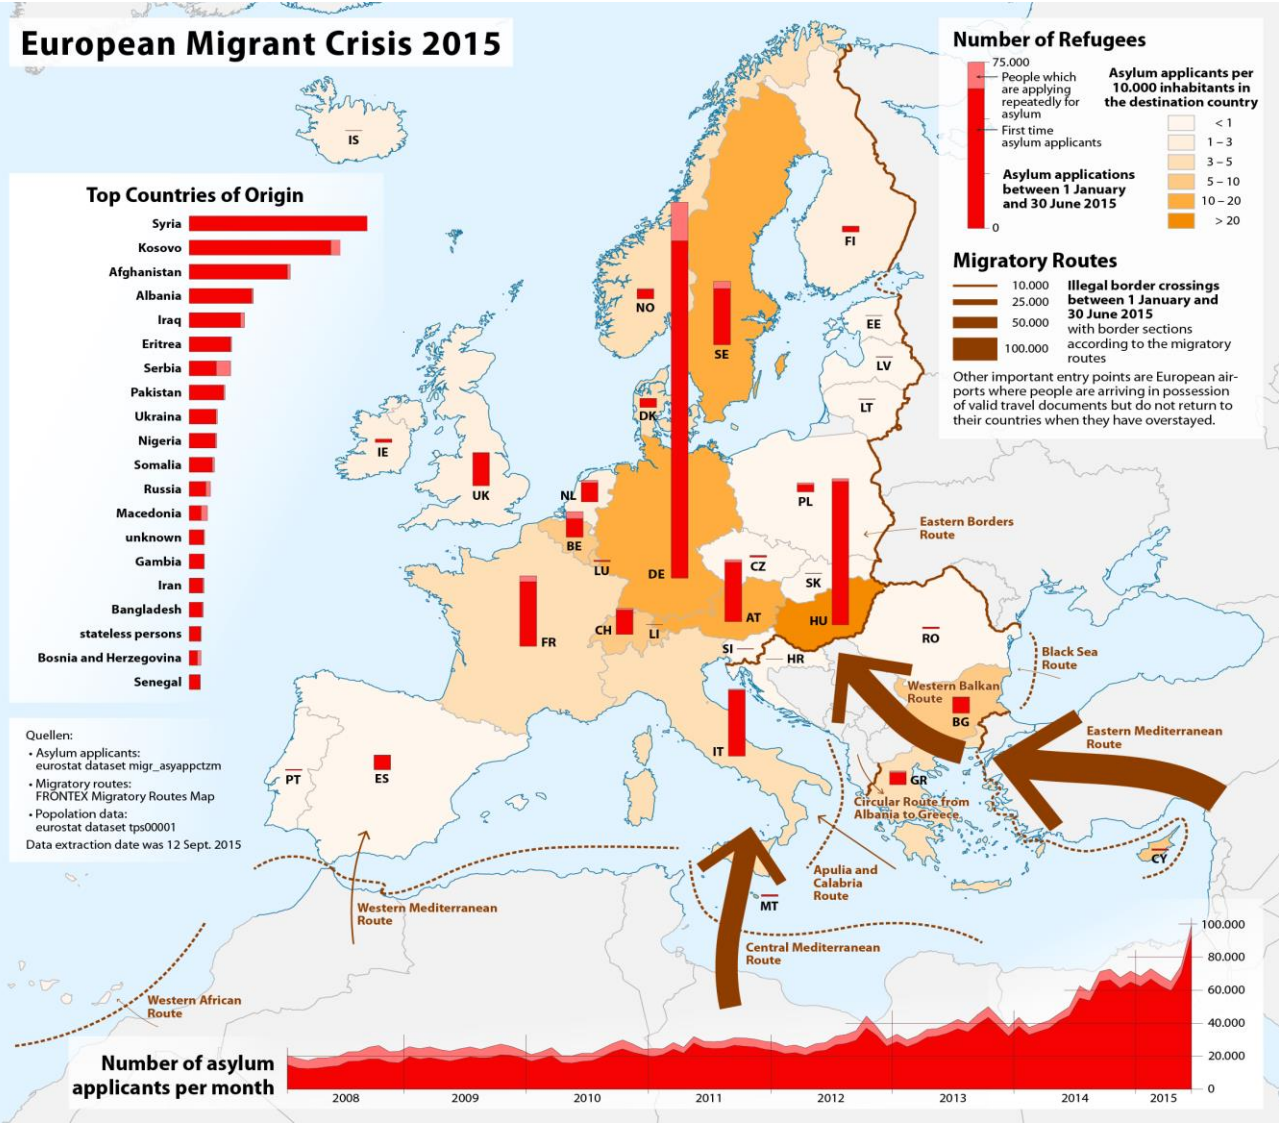 European Migrant Crisis 2015
Number of Refugees
75.000
People which
are applying
repeatedly for
asylum
First time
asylum applicants
Asylum applications
between 1 January
and 30 June 2015
0
Asylum applicants per
10.000 inhabitants in
the destination country
< 1
1 – 3
3 – 5
5 – 10
10 – 20
> 20
Migratory Routes
10.000
25.000
50.000
100.000
Illegal border crossings
between 1 January and
30 June 2015
with border sections
according to the migratory
routes
Other important entry points are European air-
ports where people are arriving in possession
of valid travel documents but do not return to
their countries when they have overstayed.
Top Countries of Origin
Syria
Kosovo
Afghanistan
Albania
Iraq
Eritrea
Serbia
Pakistan
Ukraina
Nigeria
Somalia
Russia
Macedonia
unknown
Gambia
Iran
Bangladesh
stateless persons
Bosnia and Herzegovina
Senegal
Quellen:
• Asylum applicants:
eurostat dataset migr_asyappctzm
• Migratory routes:
FRONTEX Migratory Routes Map
• Popolation data:
eurostat dataset tps00001
Data extraction date was 12 Sept. 2015
IS
FI
NO
SE
EE
LV
LT
DK
IE
UK
NL
PL
BE
LU
DE
CZ
SK
FR
CH
LI
AT
HU
SI
HR
RO
IT
BG
PT
ES
GR
MT
CY
Eastern Borders
Route
Black Sea
Route
Western Balkan
Route
Eastern Mediterranean
Route
Circular Route from
Albania to Greece
Apulia and
Calabria
Route
Western Mediterranean
Route
Central Mediterranean
Route
Western African
Route
Number of asylum
applicants per month
100.000
80.000
60.000
40.000
20.000
0
2008
2009
2010
2011
2012
2013
2014
2015